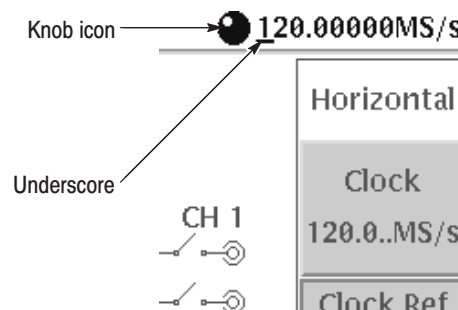 Knob icon
120.00000MS/s
Horizontal
Clock
Underscore
CH 1
120.0..MS/s
Clock Ref